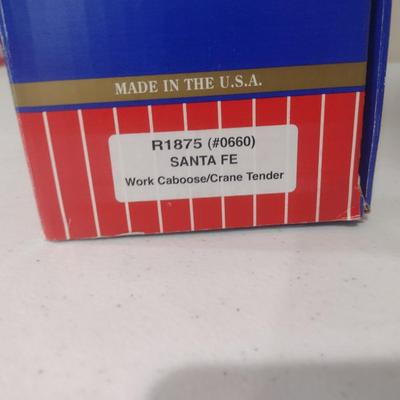 MADE IN THE U.S.A.
R1875 (#0660)
SANTA FE
Work Caboose/Crane Tender